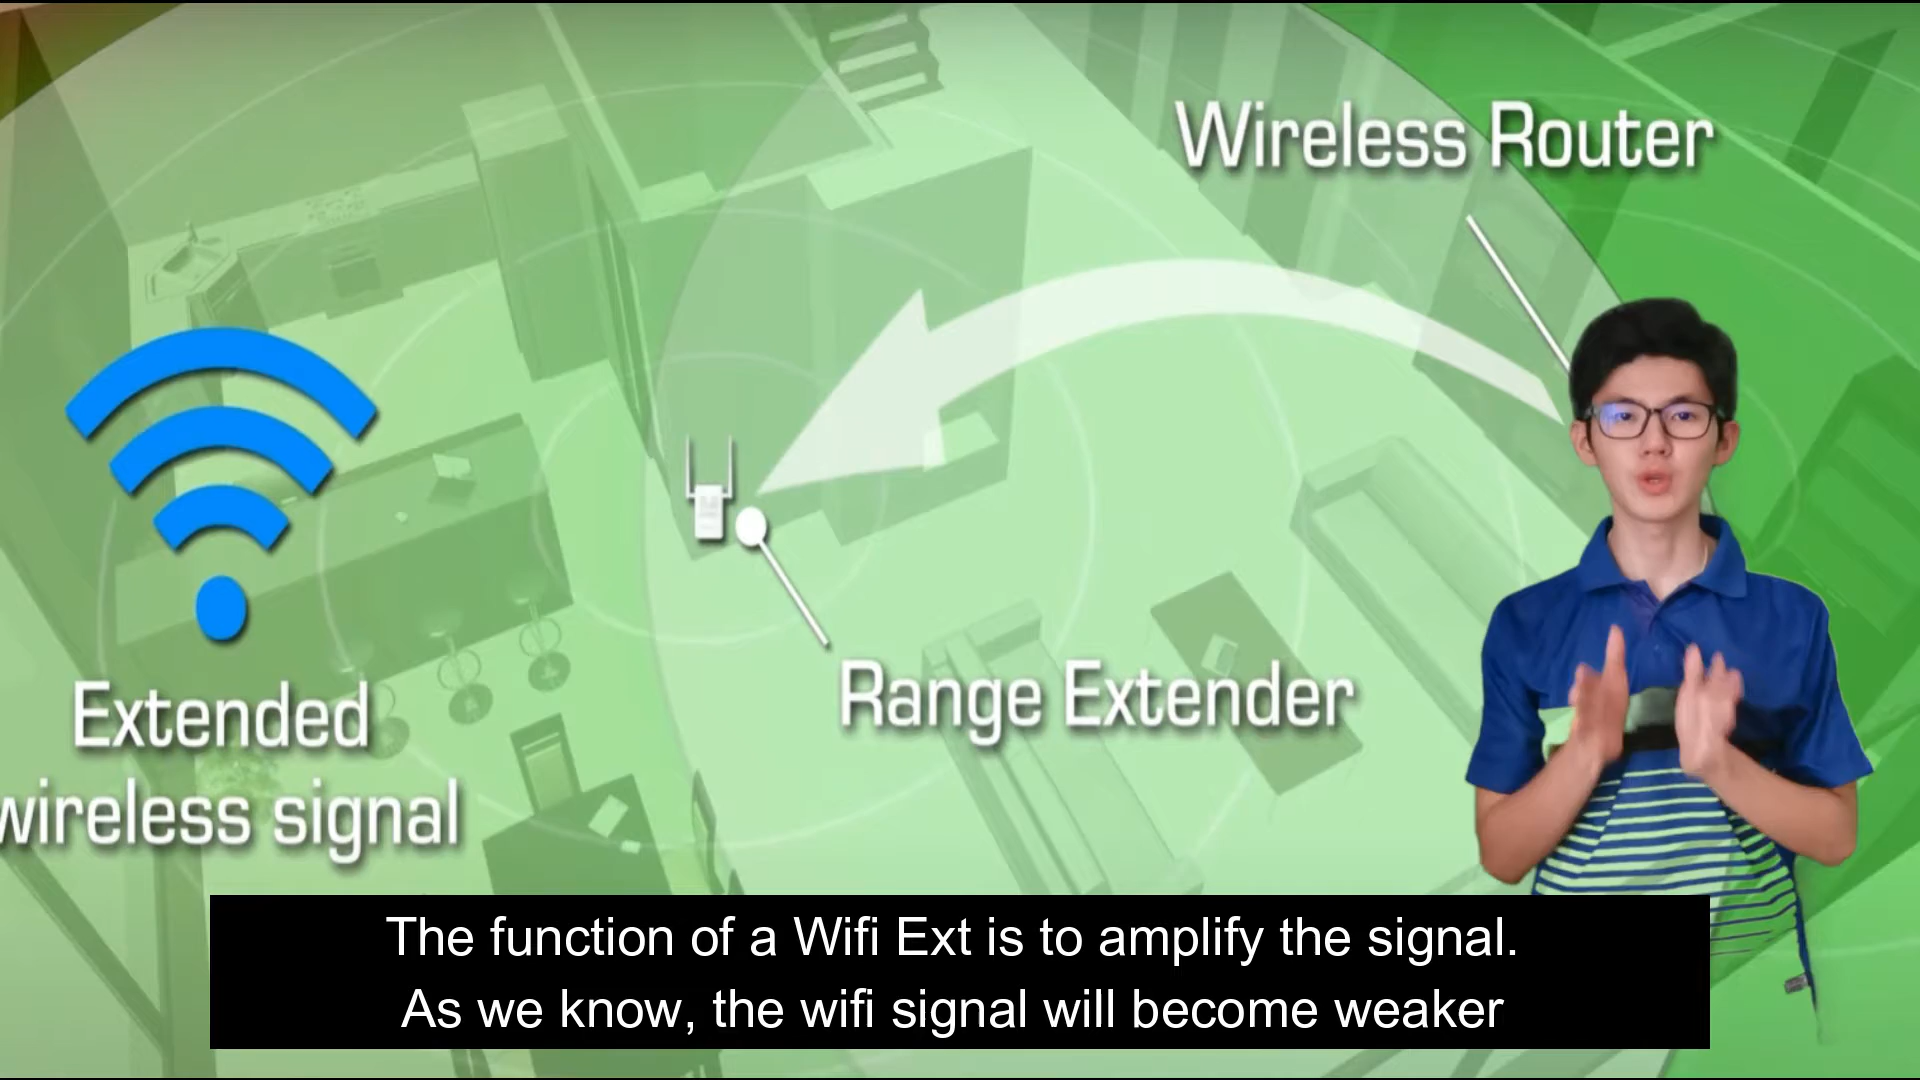 Wireless Router
Range Extender
Extended
wireless signal
The function of a Wifi Ext is to amplify the signal.
As we know, the wifi signal will become weaker